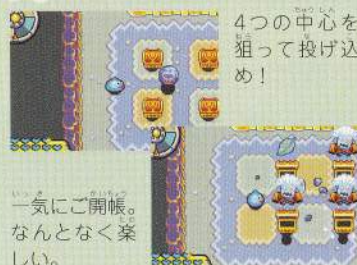 4つの中心を
狙って投げ込
め！
一気にご開帳。
なんとなく楽
しい。